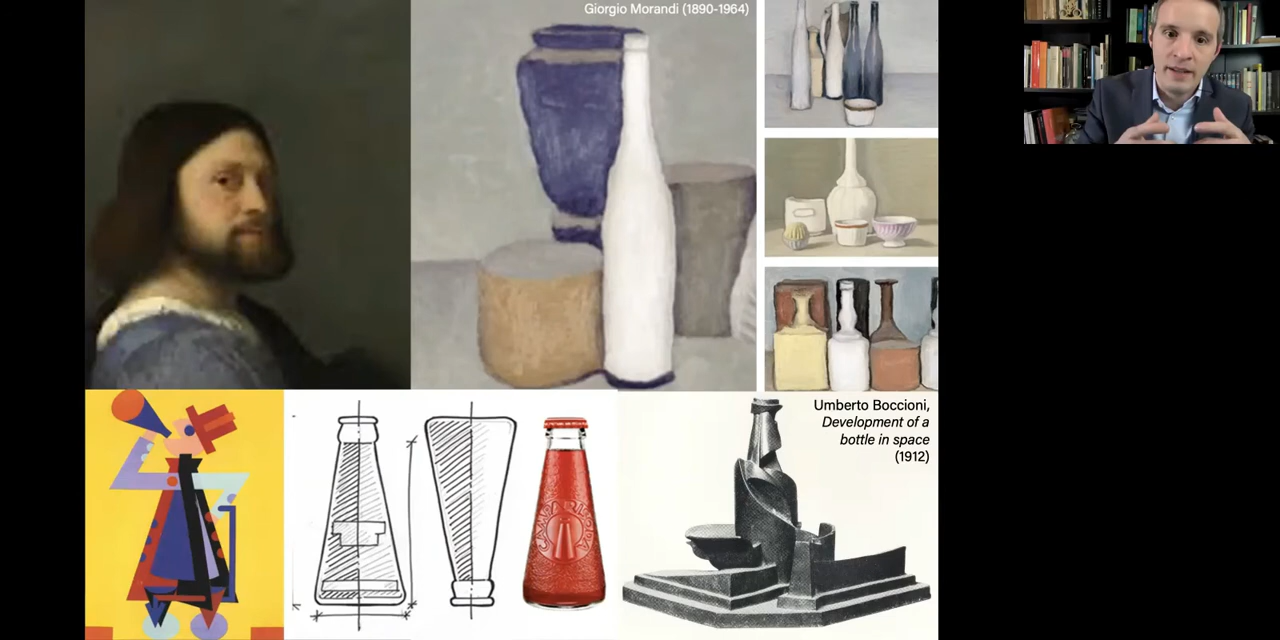 Giorgio Morandi (1890-1964)
Umberto Boccioni,
Development of a
bottle in space
(1912)